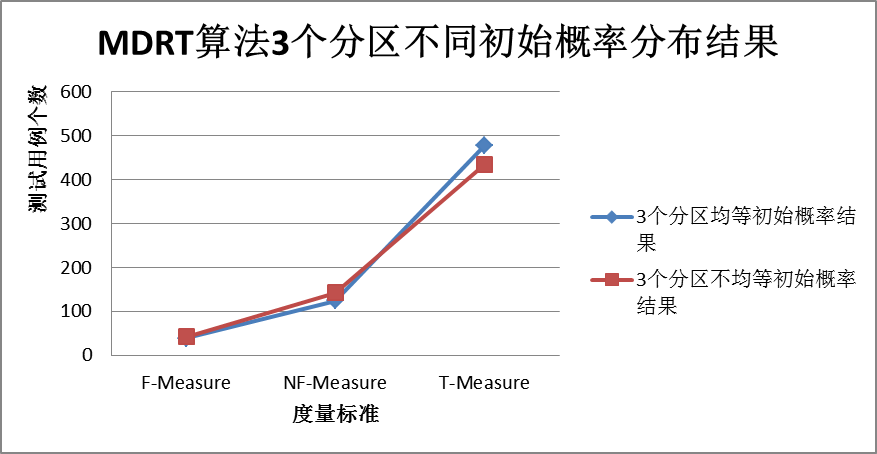 MDRT算法3个分区不同初始概率分布结果
测试用例个数
600
500
400
300
200
100
0
F-Measure
NF-Measure
T-Measure
度量标准
3个分区均等初始概率结
果
3个分区不均等初始概率
结果